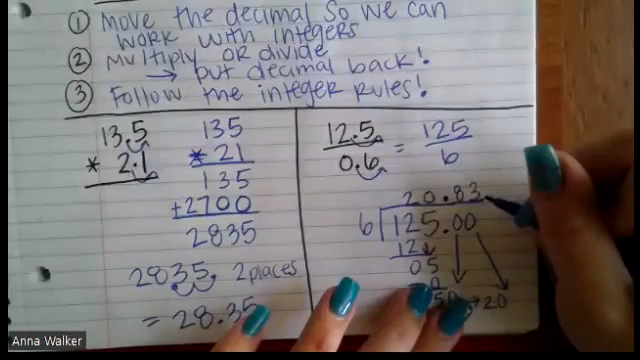 ① Move the decimal so we can
work with integers
② Multiply OR divide
→ put decimal back!
③ Follow the integer rules!
13.5
* 2.1
135
* 21
135
+2700
2835
2835 2 places
= 28.35
12.5 = 125
0.6 6
20.83
6 125.00
12
05
0
50 → 20
Anna Walker